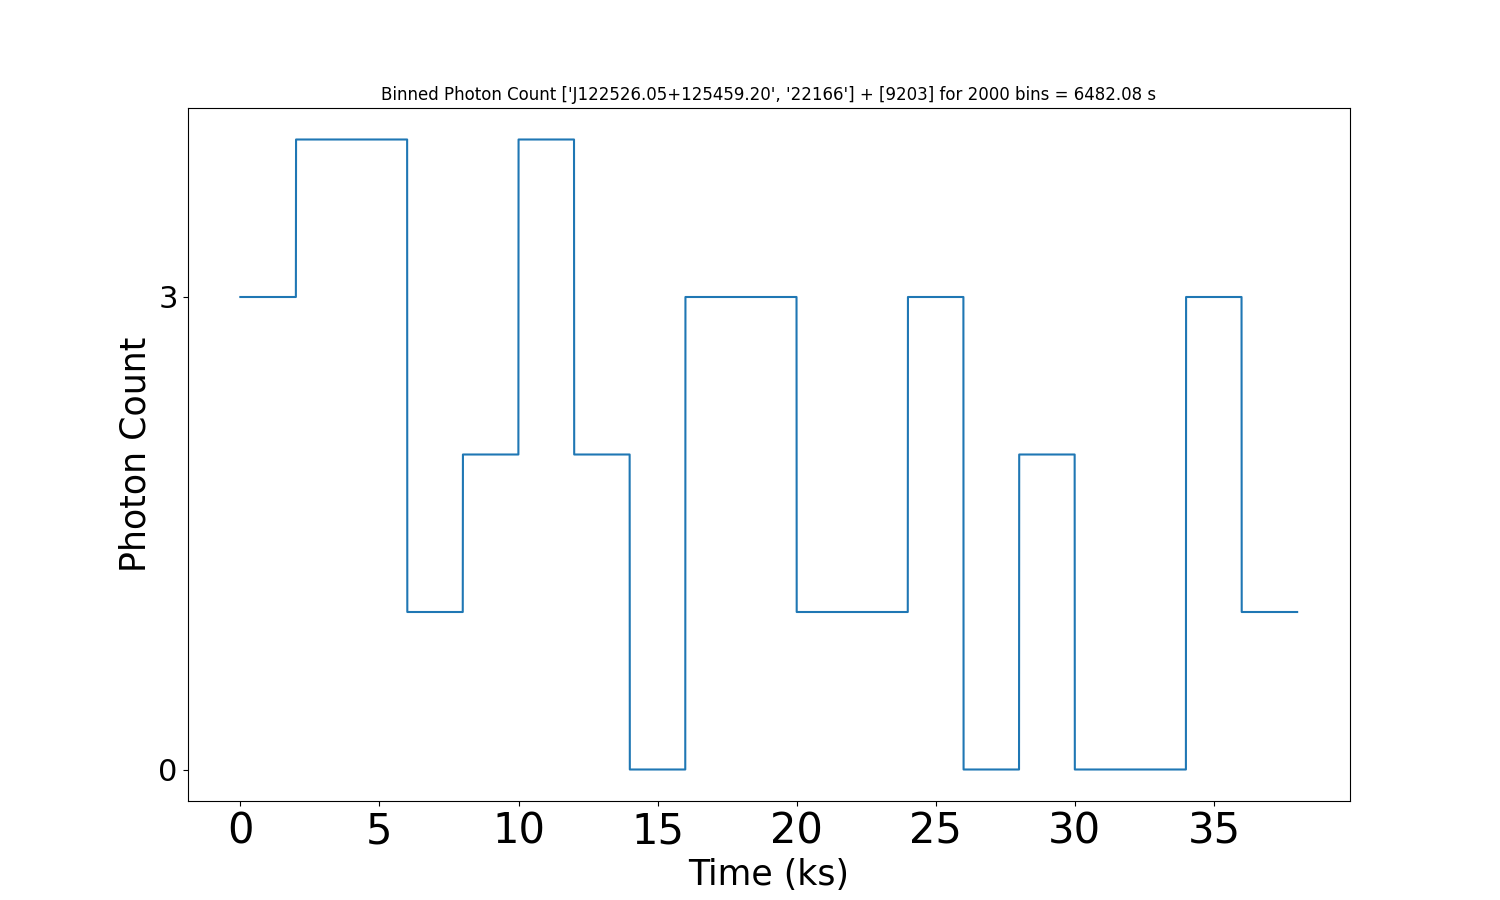 Binned Photon Count ['J122526.05+125459.20', '22166'] + [9203] for 2000 bins = 6482.08 s
3
0
Photon Count
0 5 10 15 20 25 30 35
Time (ks)